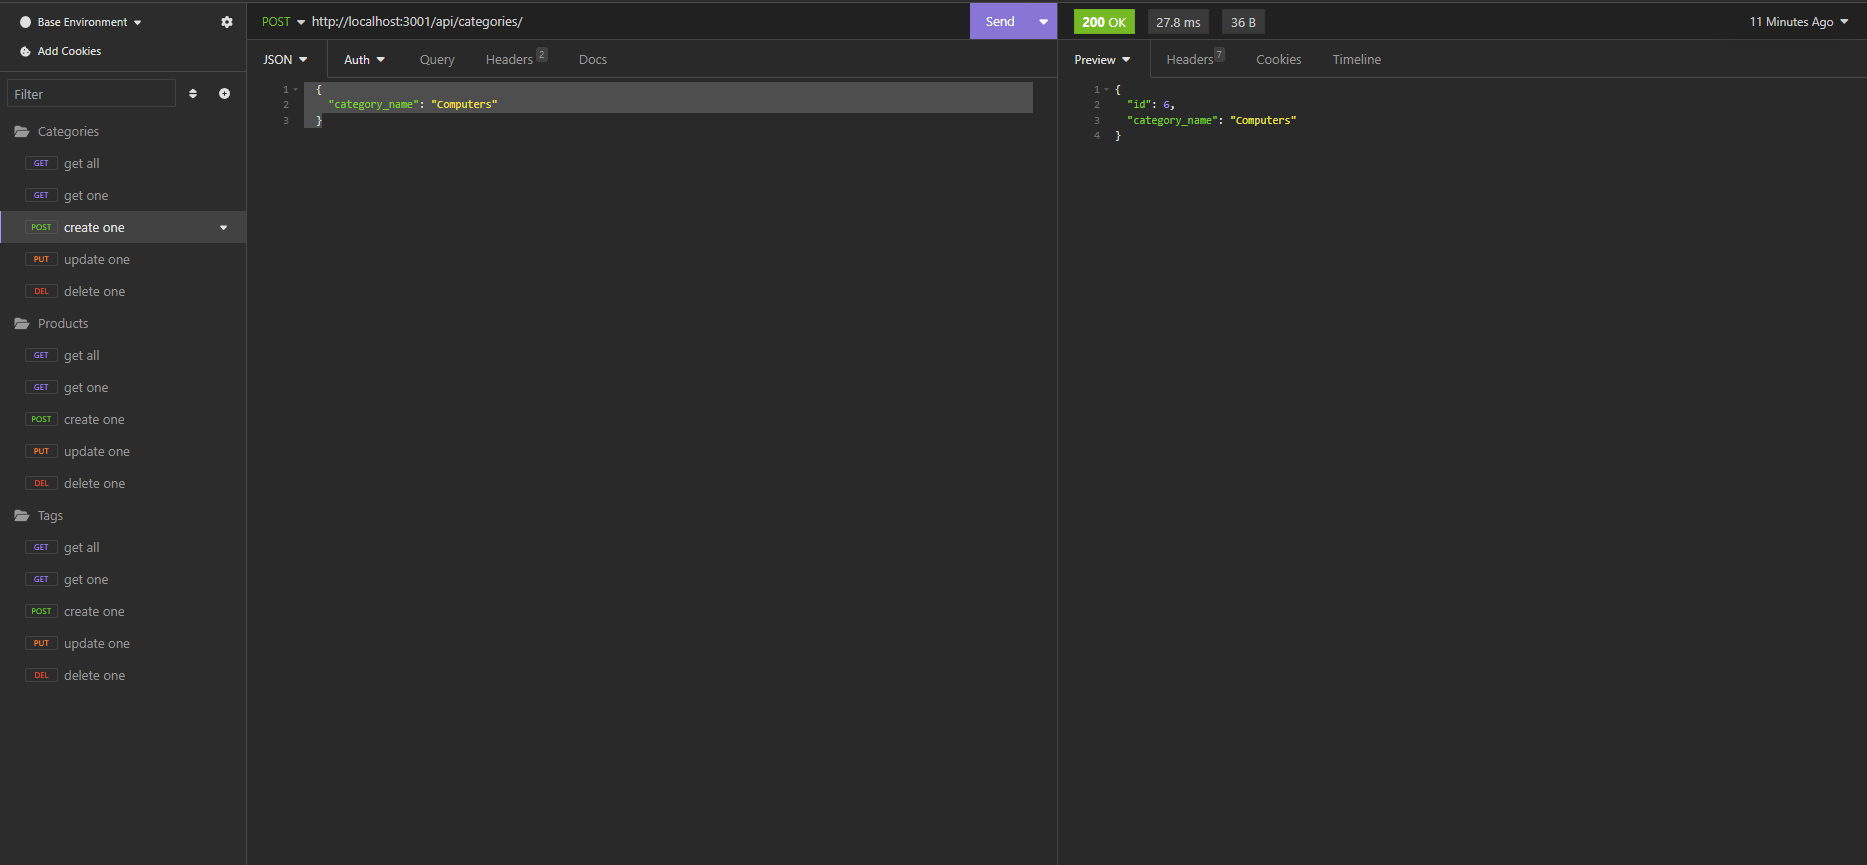 Base Environment
Add Cookies
Filter
Categories
GET get all
GET get one
POST create one
PUT update one
DEL delete one
Products
GET get all
GET get one
POST create one
PUT update one
DEL delete one
Tags
GET get all
GET get one
POST create one
PUT update one
DEL delete one
POST http://localhost:3001/api/categories/ Send
JSON Auth Query Headers 2 Docs
1 {
2 "category_name": "Computers"
3 }
200 OK 27.8 ms 36 B 11 Minutes Ago
Preview Headers 7 Cookies Timeline
1 {
2 "id": 6,
3 "category_name": "Computers"
4 }